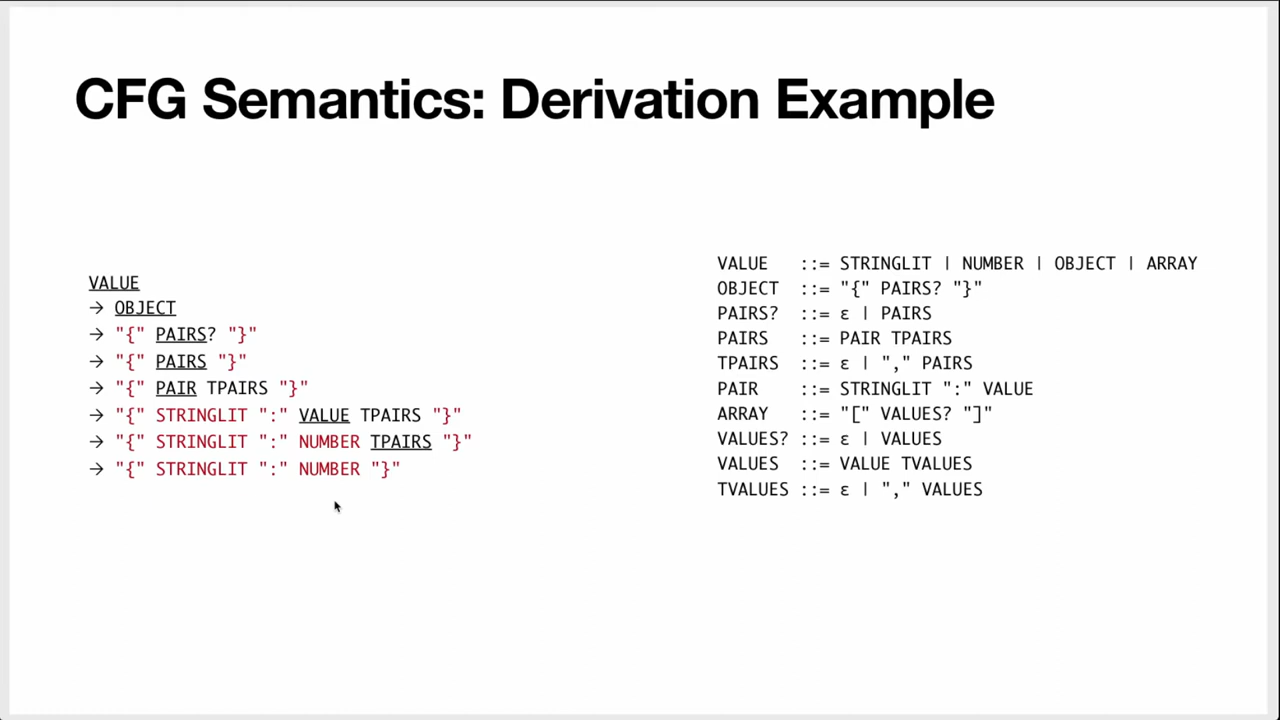 CFG Semantics: Derivation Example
VALUE
→ OBJECT
→ "{" PAIRS? "}"
→ "{" PAIRS "}"
→ "{" PAIR TPAIRS "}"
→ "{" STRINGLIT ":" VALUE TPAIRS "}"
→ "{" STRINGLIT ":" NUMBER TPAIRS "}"
→ "{" STRINGLIT ":" NUMBER "}"
VALUE ::= STRINGLIT | NUMBER | OBJECT | ARRAY
OBJECT ::= "{" PAIRS? "}"
PAIRS? ::= ε | PAIRS
PAIRS ::= PAIR TPAIRS
TPAIRS ::= ε | "," PAIRS
PAIR ::= STRINGLIT ":" VALUE
ARRAY ::= "[" VALUES? "]"
VALUES? ::= ε | VALUES
VALUES ::= VALUE TVALUES
TVALUES ::= ε | "," VALUES